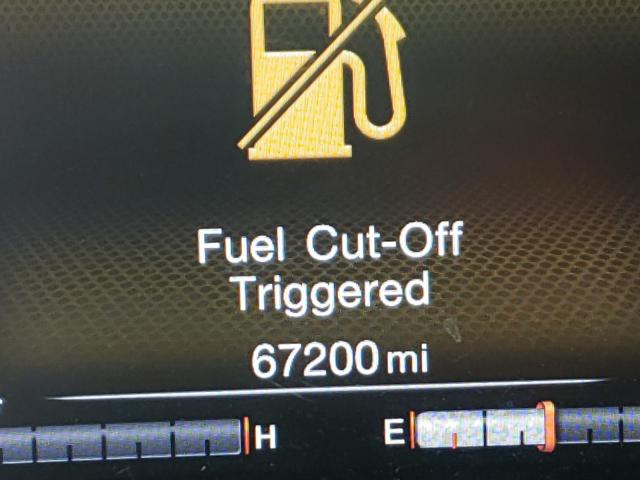 Fuel Cut-Off
Triggered
67200 mi
H E